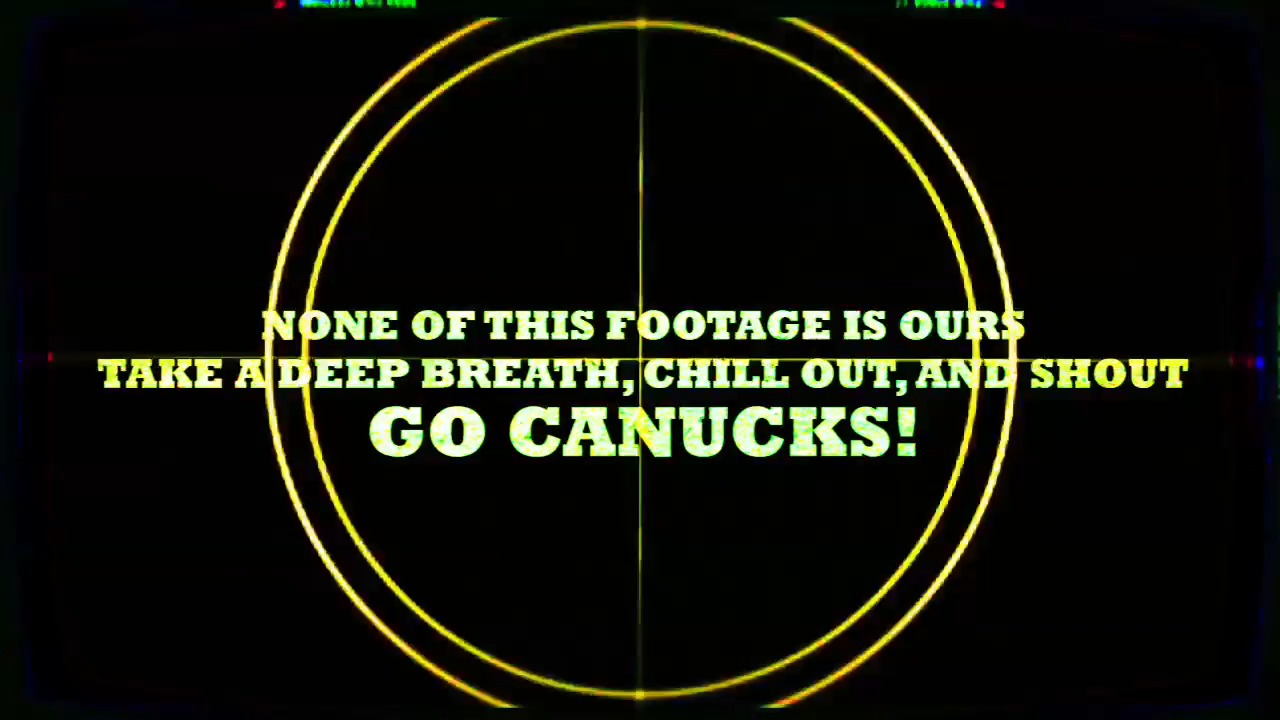 NONE OF THIS FOOTAGE IS OURS
TAKE A DEEP BREATH, CHILL OUT, AND SHOUT
GO CANUCKS!